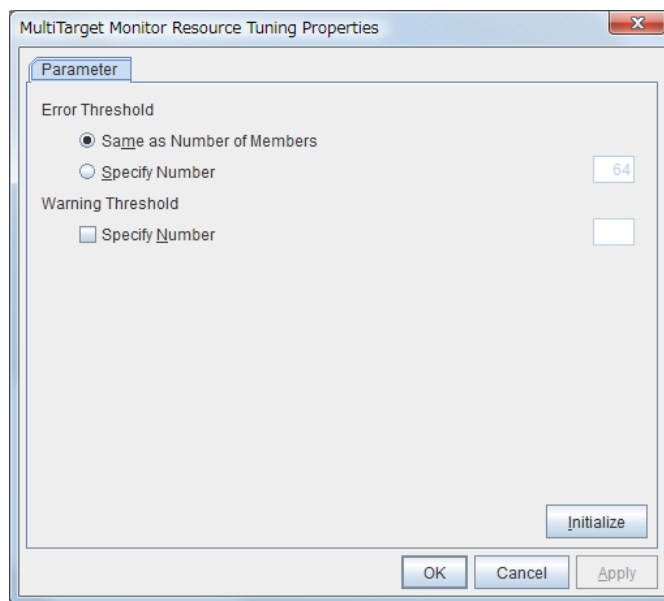 MultiTarget Monitor Resource Tuning Properties
Parameter
Error Threshold
Same as Number of Members
Specify Number
64
Warning Threshold
Specify Number
Initialize
OK
Cancel
Apply